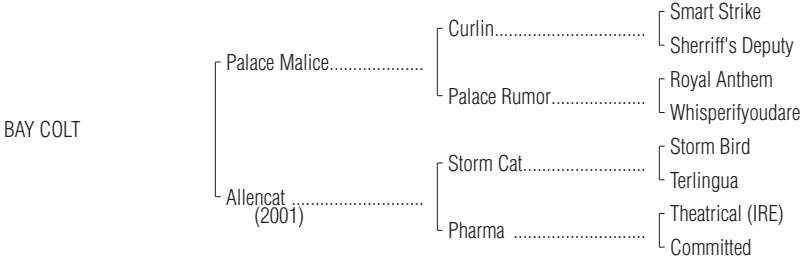 Smart Strike
Curlin................................
Sherriff's Deputy
Palace Malice....................
Royal Anthem
Palace Rumor....................
Whisperifyoudare
BAY COLT
Storm Bird
Storm Cat..........................
Terlingua
Allencat ............................
(2001)
Theatrical (IRE)
Pharma ............................
Committed